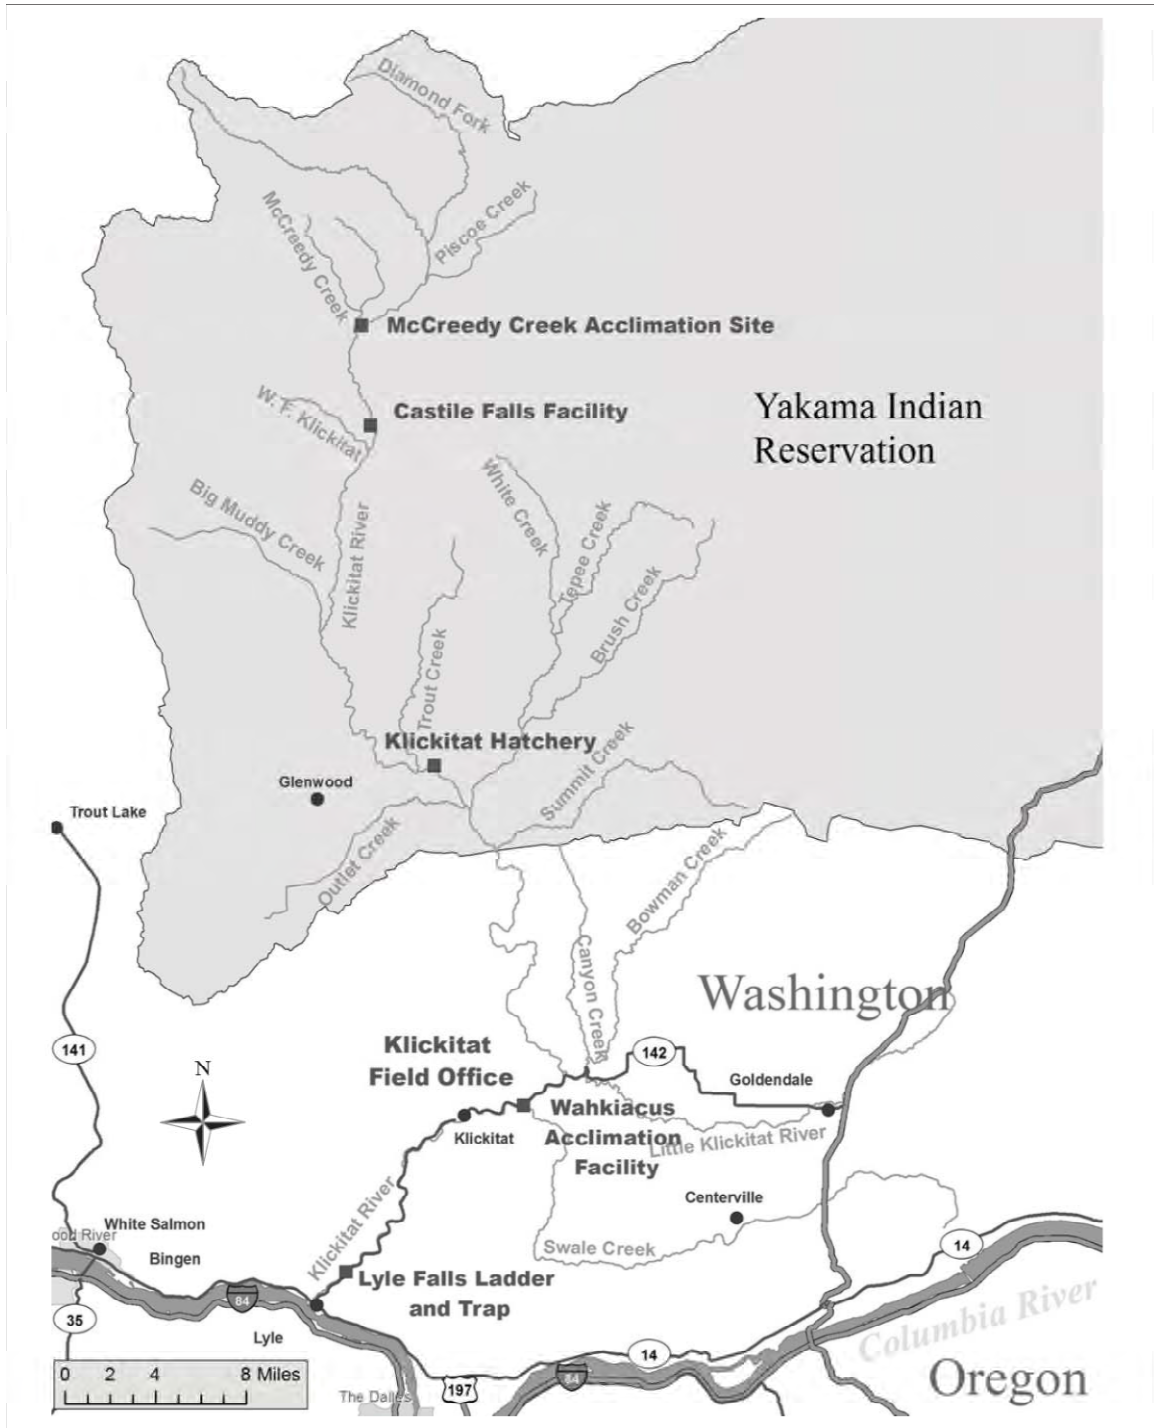 Diamond Fork
McCreedy Creek
Piscoe Creek
McCreedy Creek Acclimation Site
W. F. Klickitat
Castile Falls Facility
Yakama Indian
Reservation
Big Muddy Creek
Klickitat River
White Creek
Tepee Creek
Brush Creek
Trout Creek
Klickitat Hatchery
Summit Creek
Glenwood
Trout Lake
Outlet Creek
Bowman Creek
Canyon Creek
Washington
141
Klickitat
Field Office
142
Goldendale
N
Wahkiacus
Acclimation
Facility
Klickitat
Little Klickitat River
Centerville
Klickitat River
White Salmon
ood River
Bingen
Swale Creek
14
Lyle Falls Ladder
and Trap
84
35
Lyle
Columbia River
14
84
0 2 4 8 Miles
197
The Dalles
Oregon